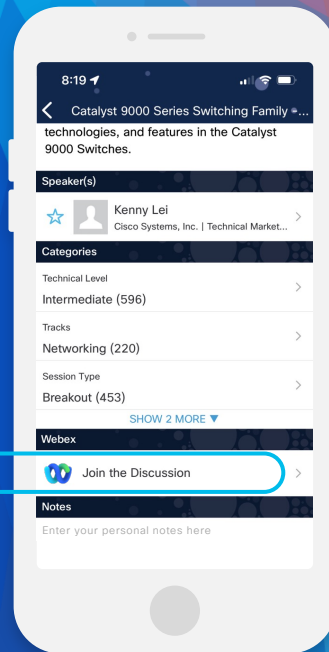 8:19
Catalyst 9000 Series Switching Family -...
technologies, and features in the Catalyst
9000 Switches.
Speaker(s)
Kenny Lei
Cisco Systems, Inc. | Technical Market...
Categories
Technical Level
Intermediate (596)
Tracks
Networking (220)
Session Type
Breakout (453)
SHOW 2 MORE ▼
Webex
Join the Discussion
Notes
Enter your personal notes here